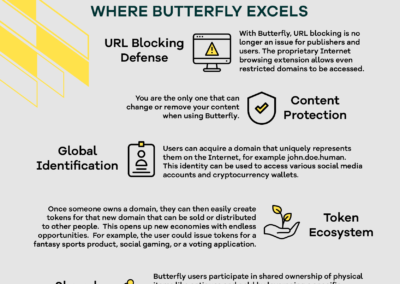 WHERE BUTTERFLY EXCELS
URL Blocking
Defense
With Butterfly, URL blocking is no
longer an issue for publishers and
users. The proprietary Internet
browsing extension allows even
restricted domains to be accessed.
You are the only one that can
change or remove your content
when using Butterfly.
Content
Protection
Global
Identification
Users can acquire a domain that uniquely represents
them on the Internet, for example john.doe.human.
This identity can be used to access various social media
accounts and cryptocurrency wallets.
Once someone owns a domain, they can then easily create
tokens for that new domain that can be sold or distributed
to other people. This opens up new economies with endless
opportunities. For example, the user could issue tokens for a
fantasy sports product, social gaming, or a voting application.
Token
Ecosystem
Butterfly users participate in shared ownership of physical